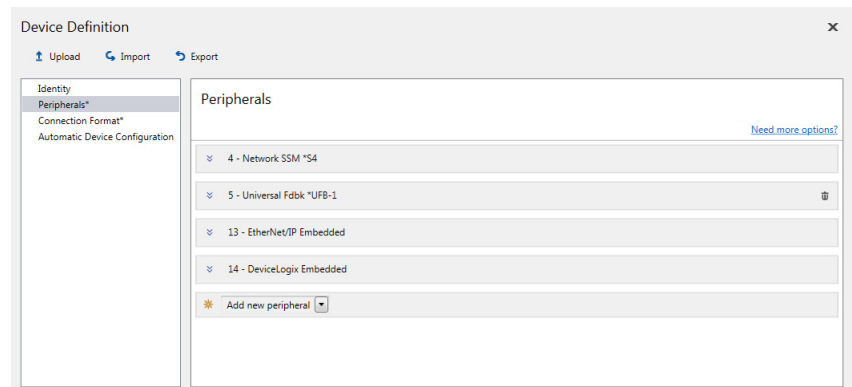 Device Definition
Upload Import Export
Identity
Peripherals*
Connection Format*
Automatic Device Configuration
Peripherals
Need more options?
4 - Network SSM *S4
5 - Universal Fdbk *UFB-1
13 - EtherNet/IP Embedded
14 - DeviceLogix Embedded
Add new peripheral